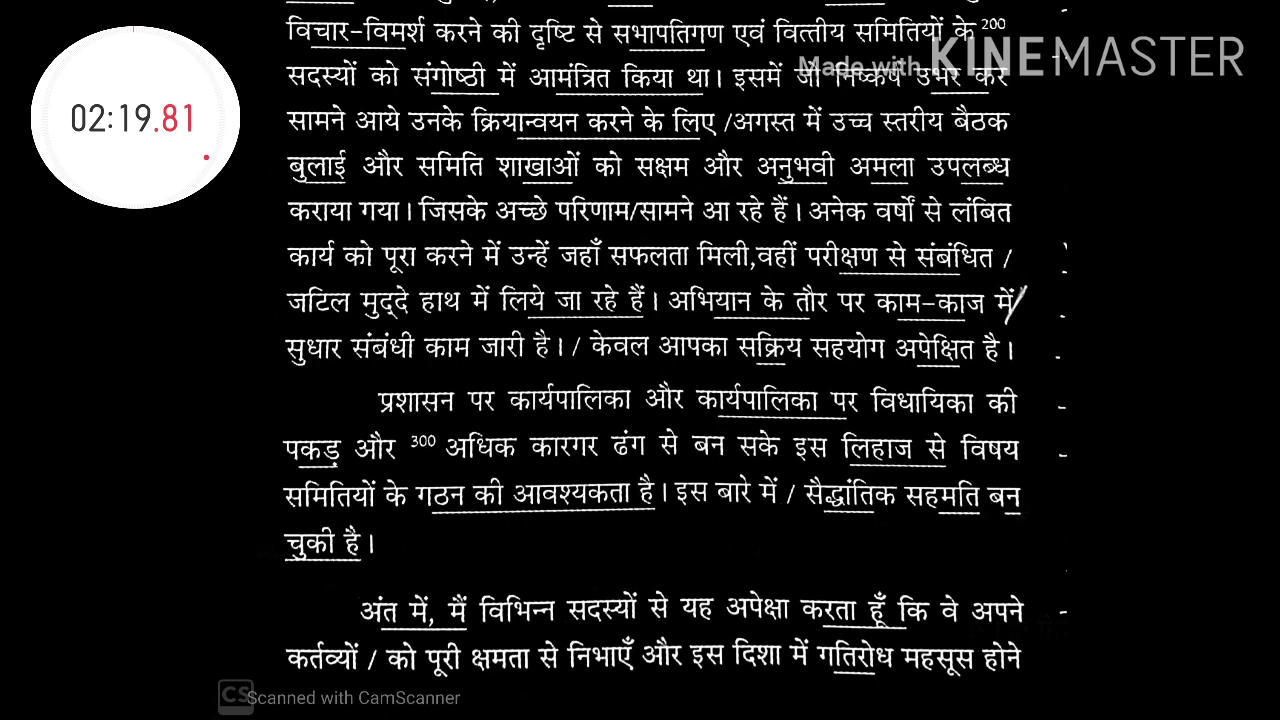 विचार-विमर्श करने की दृष्टि से सभापतिगण एवं वित्तीय समितियों के 200
Made with KINEMASTER
सदस्यों को संगोष्ठी में आमंत्रित किया था। इसमें जो निष्कर्ष उभर कर
02:19.81
सामने आये उनके क्रियान्वयन करने के लिए /अगस्त में उच्च स्तरीय बैठक
बुलाई और समिति शाखाओं को सक्षम और अनुभवी अमला उपलब्ध
कराया गया। जिसके अच्छे परिणाम/सामने आ रहे हैं। अनेक वर्षों से लंबित
कार्य को पूरा करने में उन्हें जहाँ सफलता मिली,वहीं परीक्षण से संबंधित /
जटिल मुद्दे हाथ में लिये जा रहे हैं। अभियान के तौर पर काम-काज में/
सुधार संबंधी काम जारी है। / केवल आपका सक्रिय सहयोग अपेक्षित है।
प्रशासन पर कार्यपालिका और कार्यपालिका पर विधायिका की
पकड़ और 300 अधिक कारगर ढंग से बन सके इस लिहाज से विषय
समितियों के गठन की आवश्यकता है। इस बारे में / सैद्धांतिक सहमति बन
चुकी है।
अंत में, मैं विभिन्न सदस्यों से यह अपेक्षा करता हूँ कि वे अपने
कर्तव्यों / को पूरी क्षमता से निभाएँ और इस दिशा में गतिरोध महसूस होने
CS Scanned with CamScanner